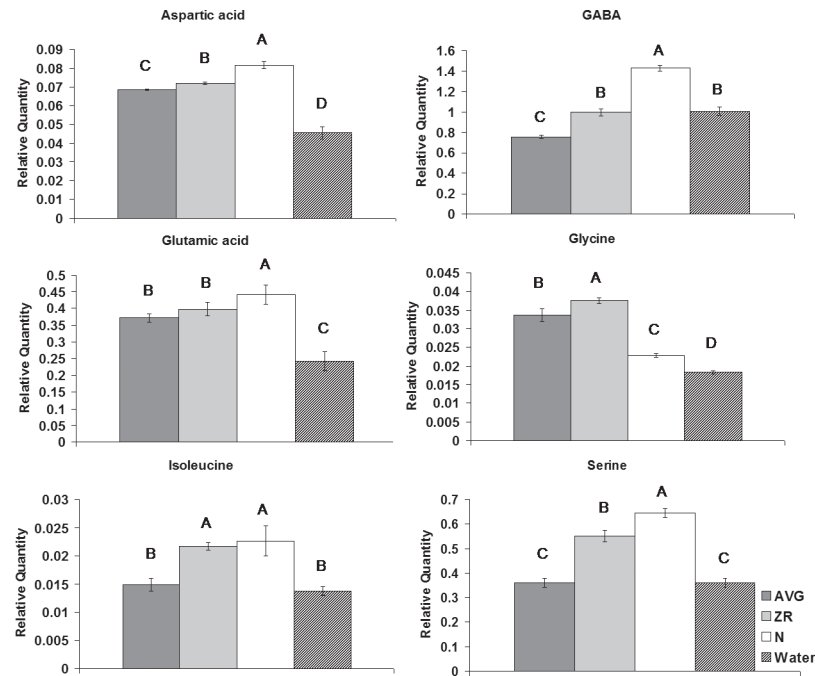 Aspartic acid
Relative Quantity
0.09
0.08
0.07
0.06
0.05
0.04
0.03
0.02
0.01
0
C
B
A
D
GABA
Relative Quantity
1.6
1.4
1.2
1
0.8
0.6
0.4
0.2
0
C
B
A
B
Glutamic acid
Relative Quantity
0.5
0.45
0.4
0.35
0.3
0.25
0.2
0.15
0.1
0.05
0
B
B
A
C
Glycine
Relative Quantity
0.045
0.04
0.035
0.03
0.025
0.02
0.015
0.01
0.005
0
B
A
C
D
Isoleucine
Relative Quantity
0.03
0.025
0.02
0.015
0.01
0.005
0
B
A
A
B
Serine
Relative Quantity
0.7
0.6
0.5
0.4
0.3
0.2
0.1
0
C
B
A
C
AVG
ZR
N
Water